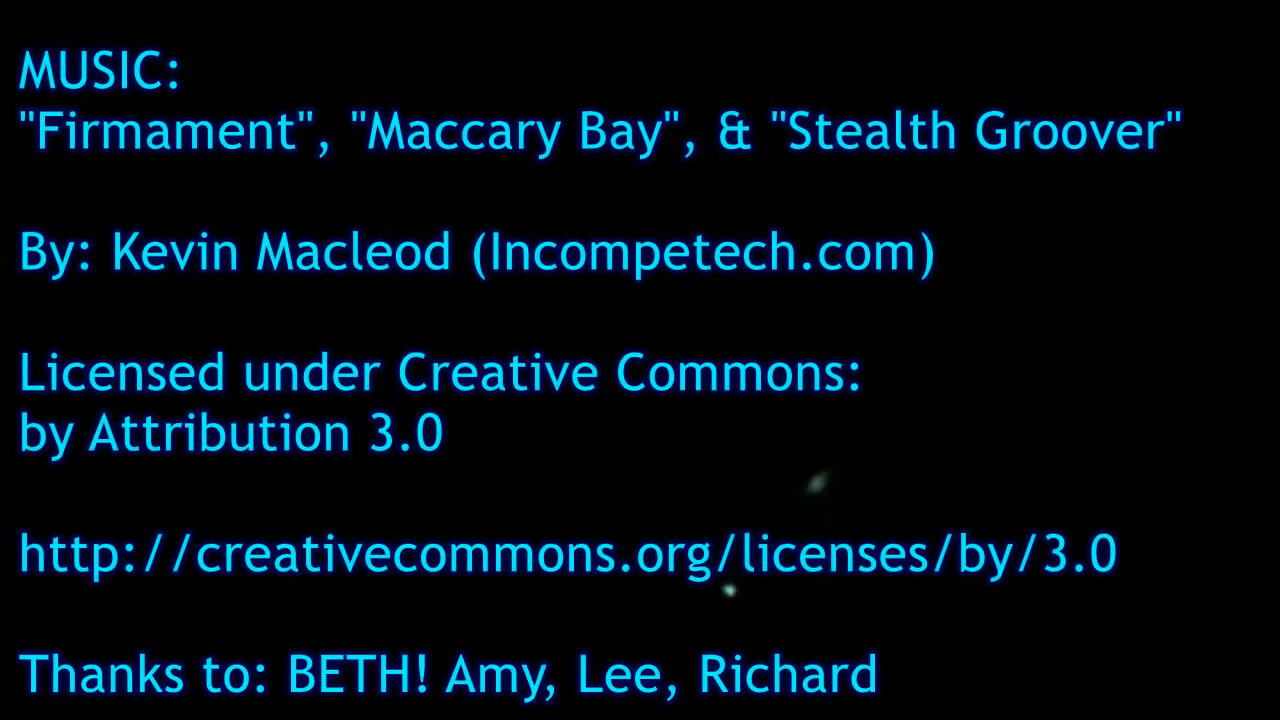 MUSIC:
"Firmament", "Maccary Bay", & "Stealth Groover"
By: Kevin Macleod (Incompetech.com)
Licensed under Creative Commons:
by Attribution 3.0
http://creativecommons.org/licenses/by/3.0
Thanks to: BETH! Amy, Lee, Richard